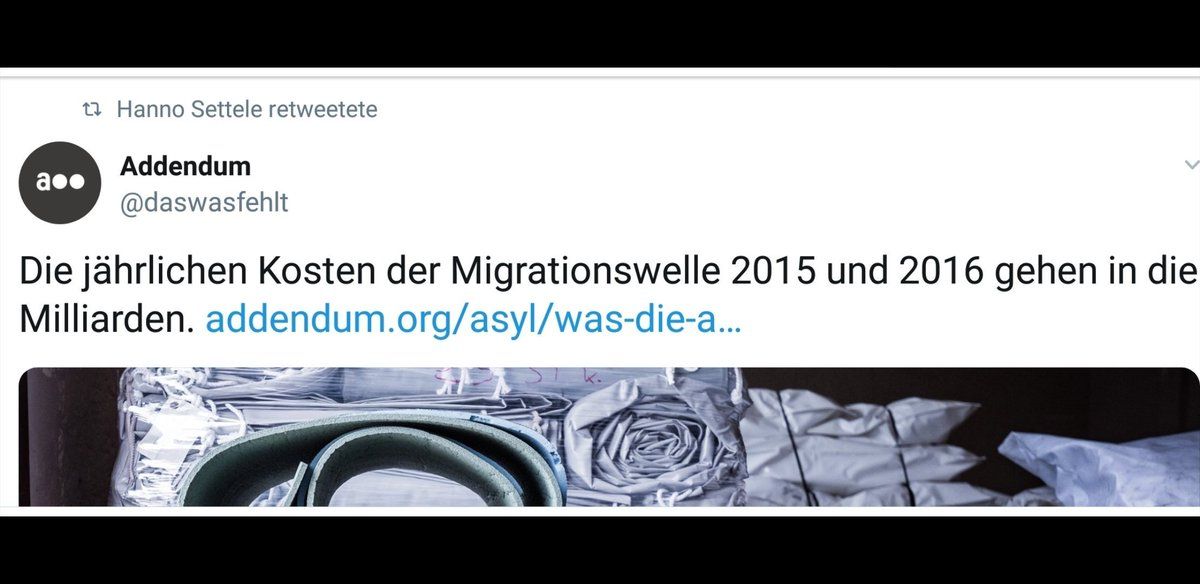 Hanno Settele retweetete
a
Addendum
@daswasfehlt
Die jährlichen Kosten der Migrationswelle 2015 und 2016 gehen in die
Milliarden. addendum.org/asyl/was-die-a…